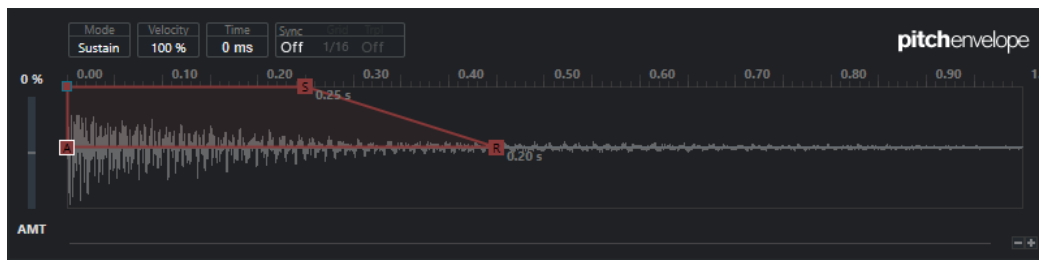 Mode Velocity Time Sync Grid Trpl
Sustain 100 % 0 ms Off 1/16 Off
pitchenvelope
0 % 0.00 0.10 0.20 0.30 0.40 0.50 0.60 0.70 0.80 0.90 1.
S 0.25 s
A R 0.20 s
AMT